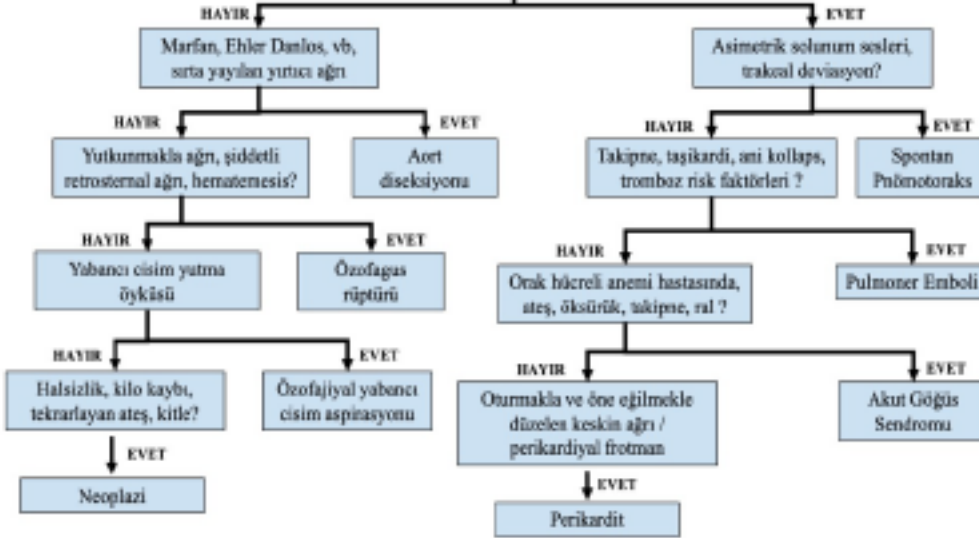 HAYIR
EVET
Marfan, Ehler Danlos, vb,
sırta yayılan yırtıcı ağrı
Asimetrik solunum sesleri,
trakeal deviasyon?
HAYIR
EVET
HAYIR
EVET
Yutkunmakla ağrı, şiddetli
retrosternal ağrı, hematemesis?
Aort
diseksiyonu
Takipne, taşikardi, ani kollaps,
tromboz risk faktörleri ?
Spontan
Pnömotoraks
HAYIR
EVET
HAYIR
EVET
Yabancı cisim yutma
öyküsü
Özofagus
rüptürü
Orak hücreli anemi hastasında,
ateş, öksürük, takipne, ral ?
Pulmoner Emboli
HAYIR
EVET
HAYIR
EVET
Halsizlik, kilo kaybı,
tekrarlayan ateş, kitle?
Özofajiyal yabancı
cisim aspirasyonu
Oturmakla ve öne eğilmekle
düzelen keskin ağrı /
perikardiyal frotman
Akut Göğüs
Sendromu
EVET
Neoplazi
EVET
Perikardit